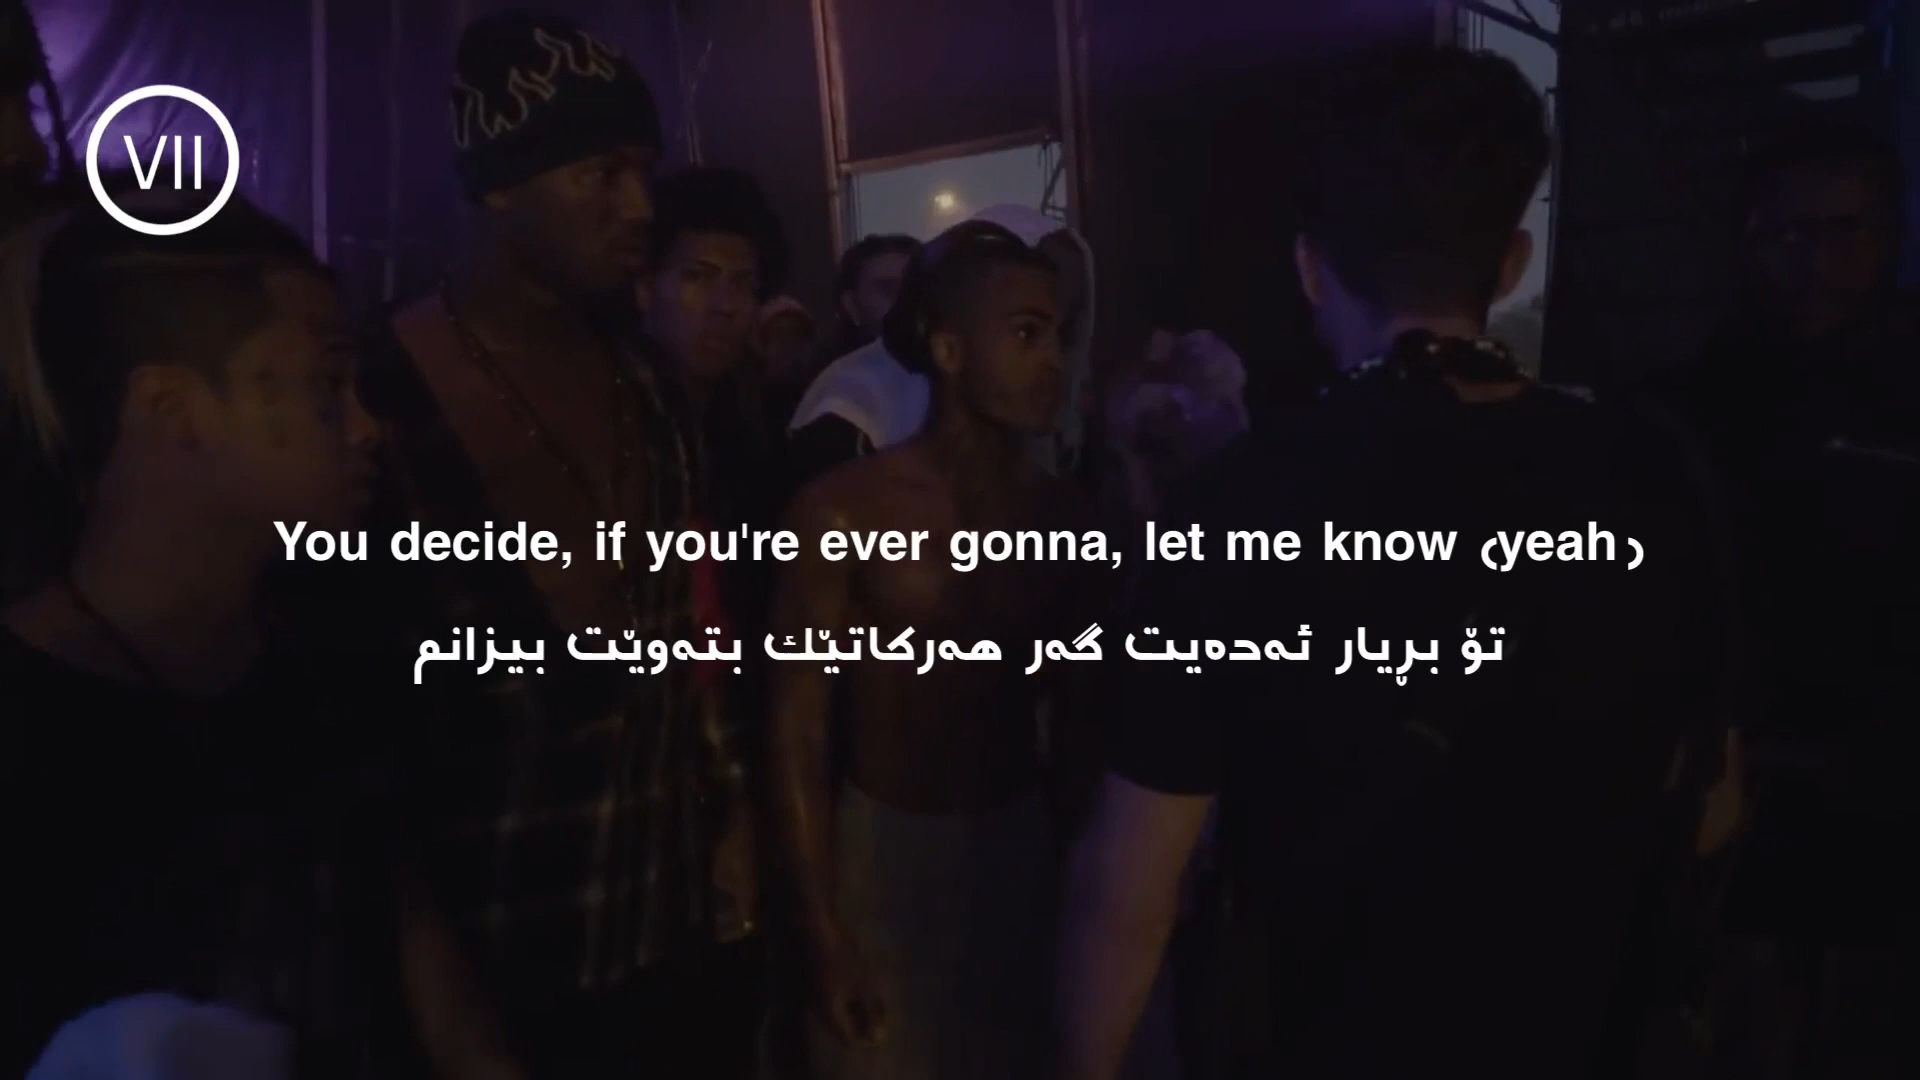 VII
You decide, if you're ever gonna, let me know (yeah)
تۆ بڕیار ئەدەیت گەر هەرکاتێك بتەوێت بیزانم